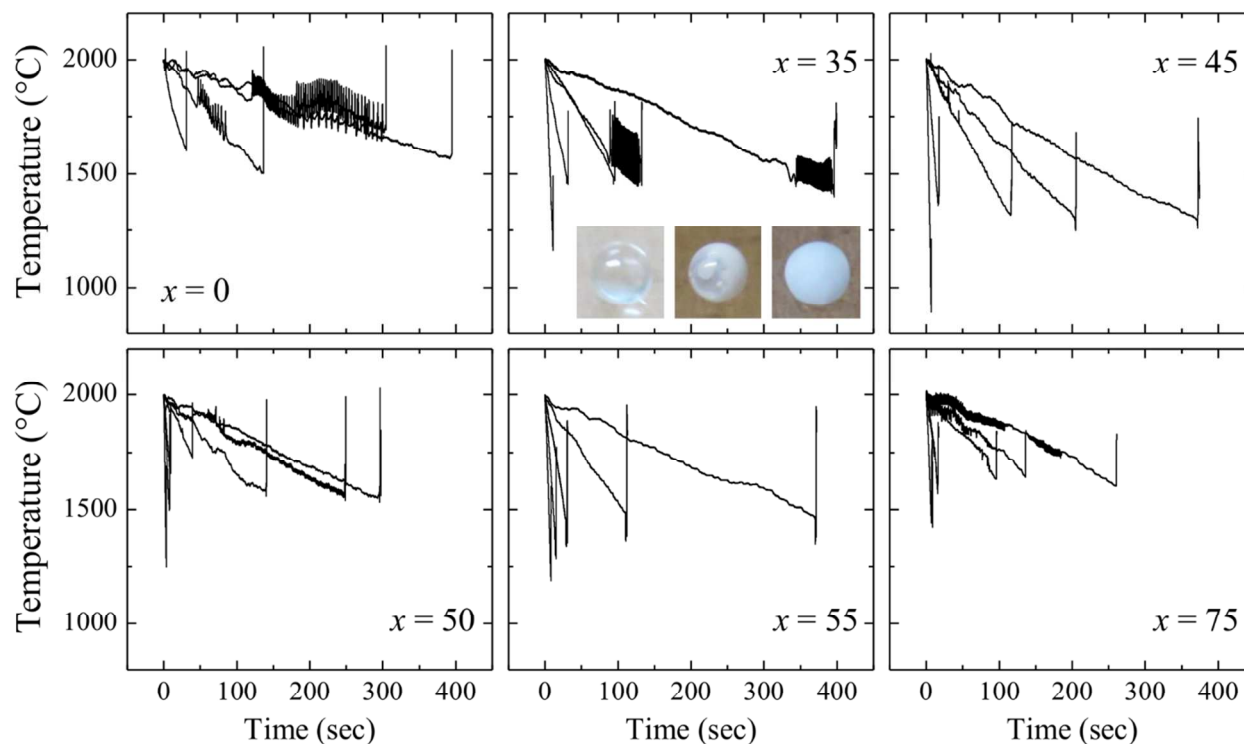 Temperature (°C)
2000
1500
1000
x = 0
x = 35
x = 45
Temperature (°C)
2000
1500
1000
x = 50
x = 55
x = 75
0 100 200 300 400
0 100 200 300 400
0 100 200 300 400
Time (sec)
Time (sec)
Time (sec)